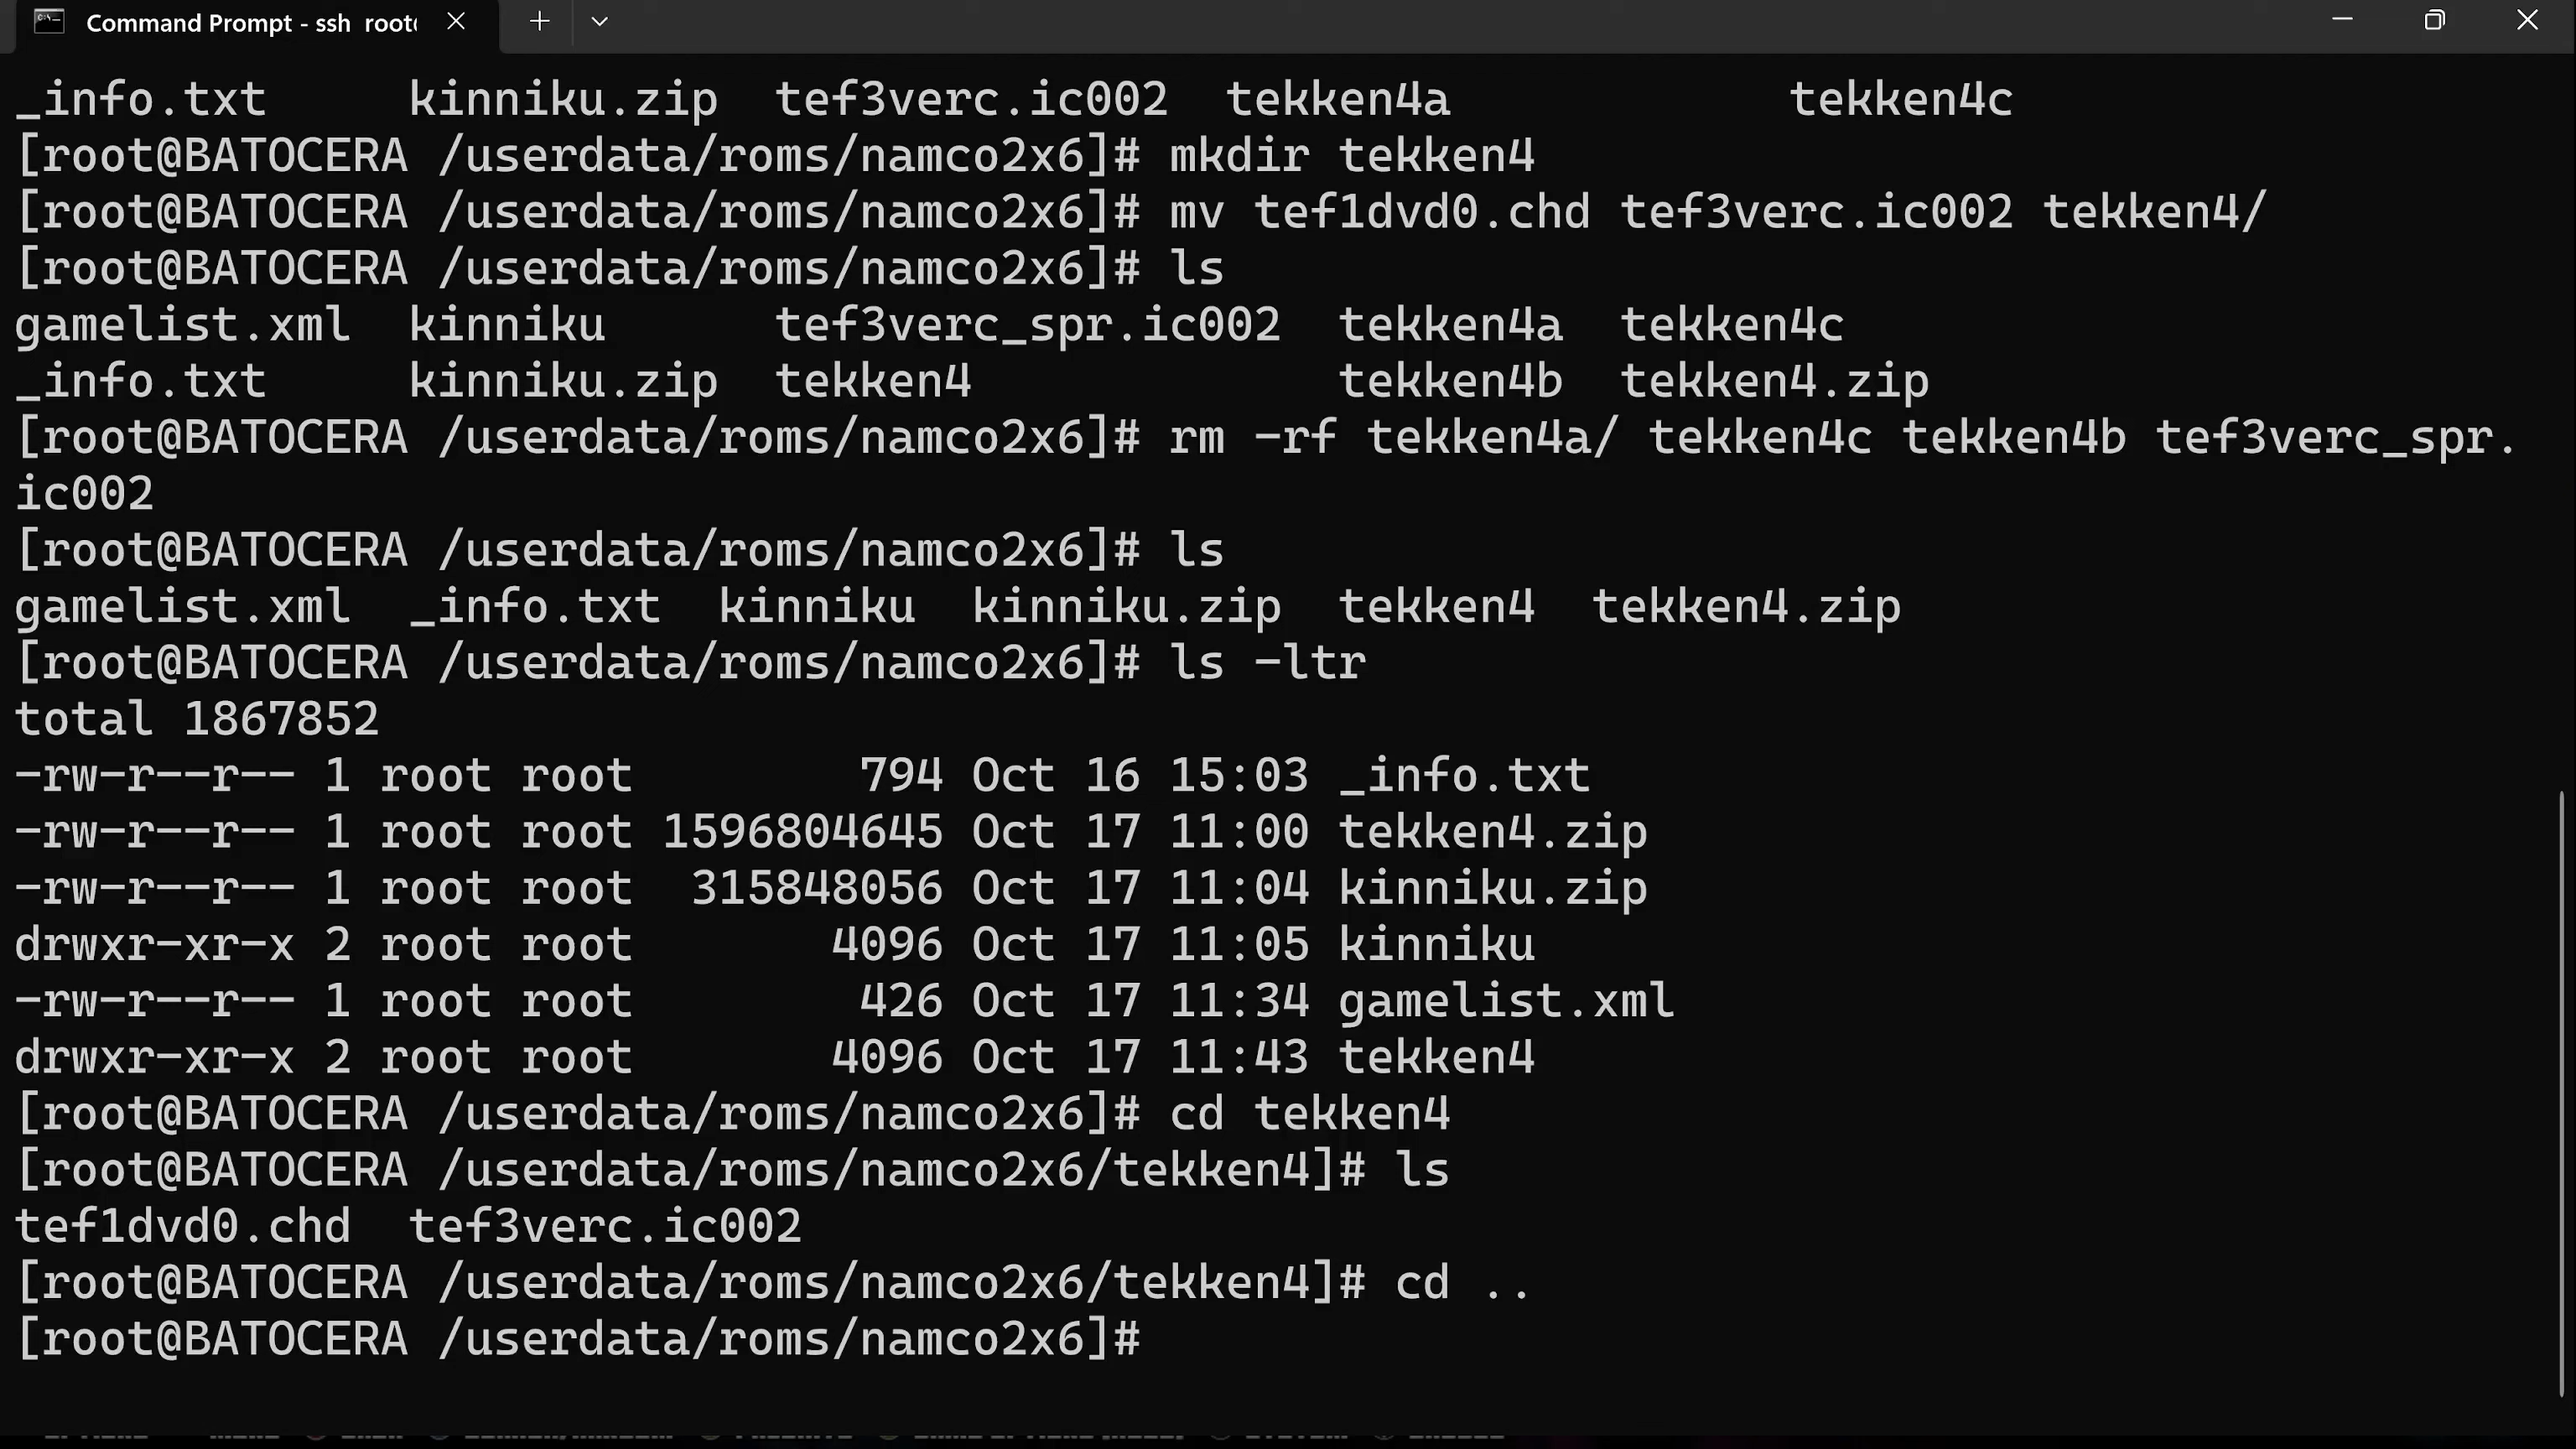 Command Prompt - ssh root
_info.txt     kinniku.zip  tef3verc.ic002  tekken4a            tekken4c
[root@BATOCERA /userdata/roms/namco2x6]# mkdir tekken4
[root@BATOCERA /userdata/roms/namco2x6]# mv tef1dvd0.chd tef3verc.ic002 tekken4/
[root@BATOCERA /userdata/roms/namco2x6]# ls
gamelist.xml  kinniku      tef3verc_spr.ic002  tekken4a  tekken4c
_info.txt     kinniku.zip  tekken4             tekken4b  tekken4.zip
[root@BATOCERA /userdata/roms/namco2x6]# rm -rf tekken4a/ tekken4c tekken4b tef3verc_spr.
ic002
[root@BATOCERA /userdata/roms/namco2x6]# ls
gamelist.xml  _info.txt  kinniku  kinniku.zip  tekken4  tekken4.zip
[root@BATOCERA /userdata/roms/namco2x6]# ls -ltr
total 1867852
-rw-r--r-- 1 root root        794 Oct 16 15:03 _info.txt
-rw-r--r-- 1 root root 1596804645 Oct 17 11:00 tekken4.zip
-rw-r--r-- 1 root root  315848056 Oct 17 11:04 kinniku.zip
drwxr-xr-x 2 root root       4096 Oct 17 11:05 kinniku
-rw-r--r-- 1 root root        426 Oct 17 11:34 gamelist.xml
drwxr-xr-x 2 root root       4096 Oct 17 11:43 tekken4
[root@BATOCERA /userdata/roms/namco2x6]# cd tekken4
[root@BATOCERA /userdata/roms/namco2x6/tekken4]# ls
tef1dvd0.chd  tef3verc.ic002
[root@BATOCERA /userdata/roms/namco2x6/tekken4]# cd ..
[root@BATOCERA /userdata/roms/namco2x6]#